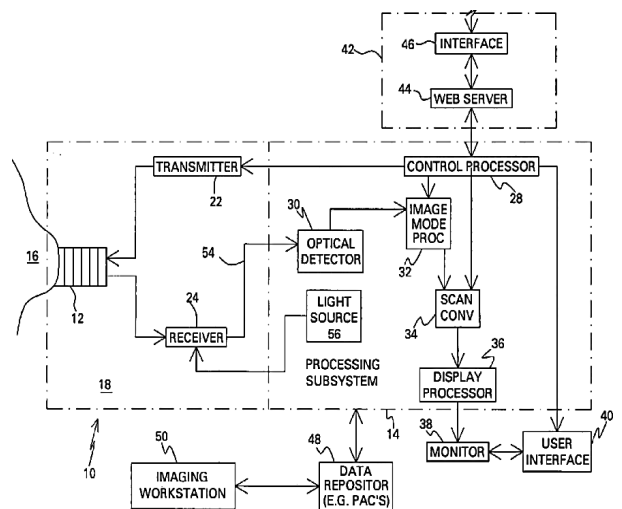 42
46
INTERFACE
44
WEB SERVER
TRANSMITTER
22
CONTROL PROCESSOR
28
30
OPTICAL
DETECTOR
IMAGE
MODE
PROC
32
54
16
12
24
RECEIVER
LIGHT
SOURCE
56
SCAN
CONV
34
PROCESSING
SUBSYSTEM
36
DISPLAY
PROCESSOR
18
14
10
50
IMAGING
WORKSTATION
48
DATA
REPOSITOR
(E.G. PAC'S)
38
MONITOR
USER
INTERFACE
40